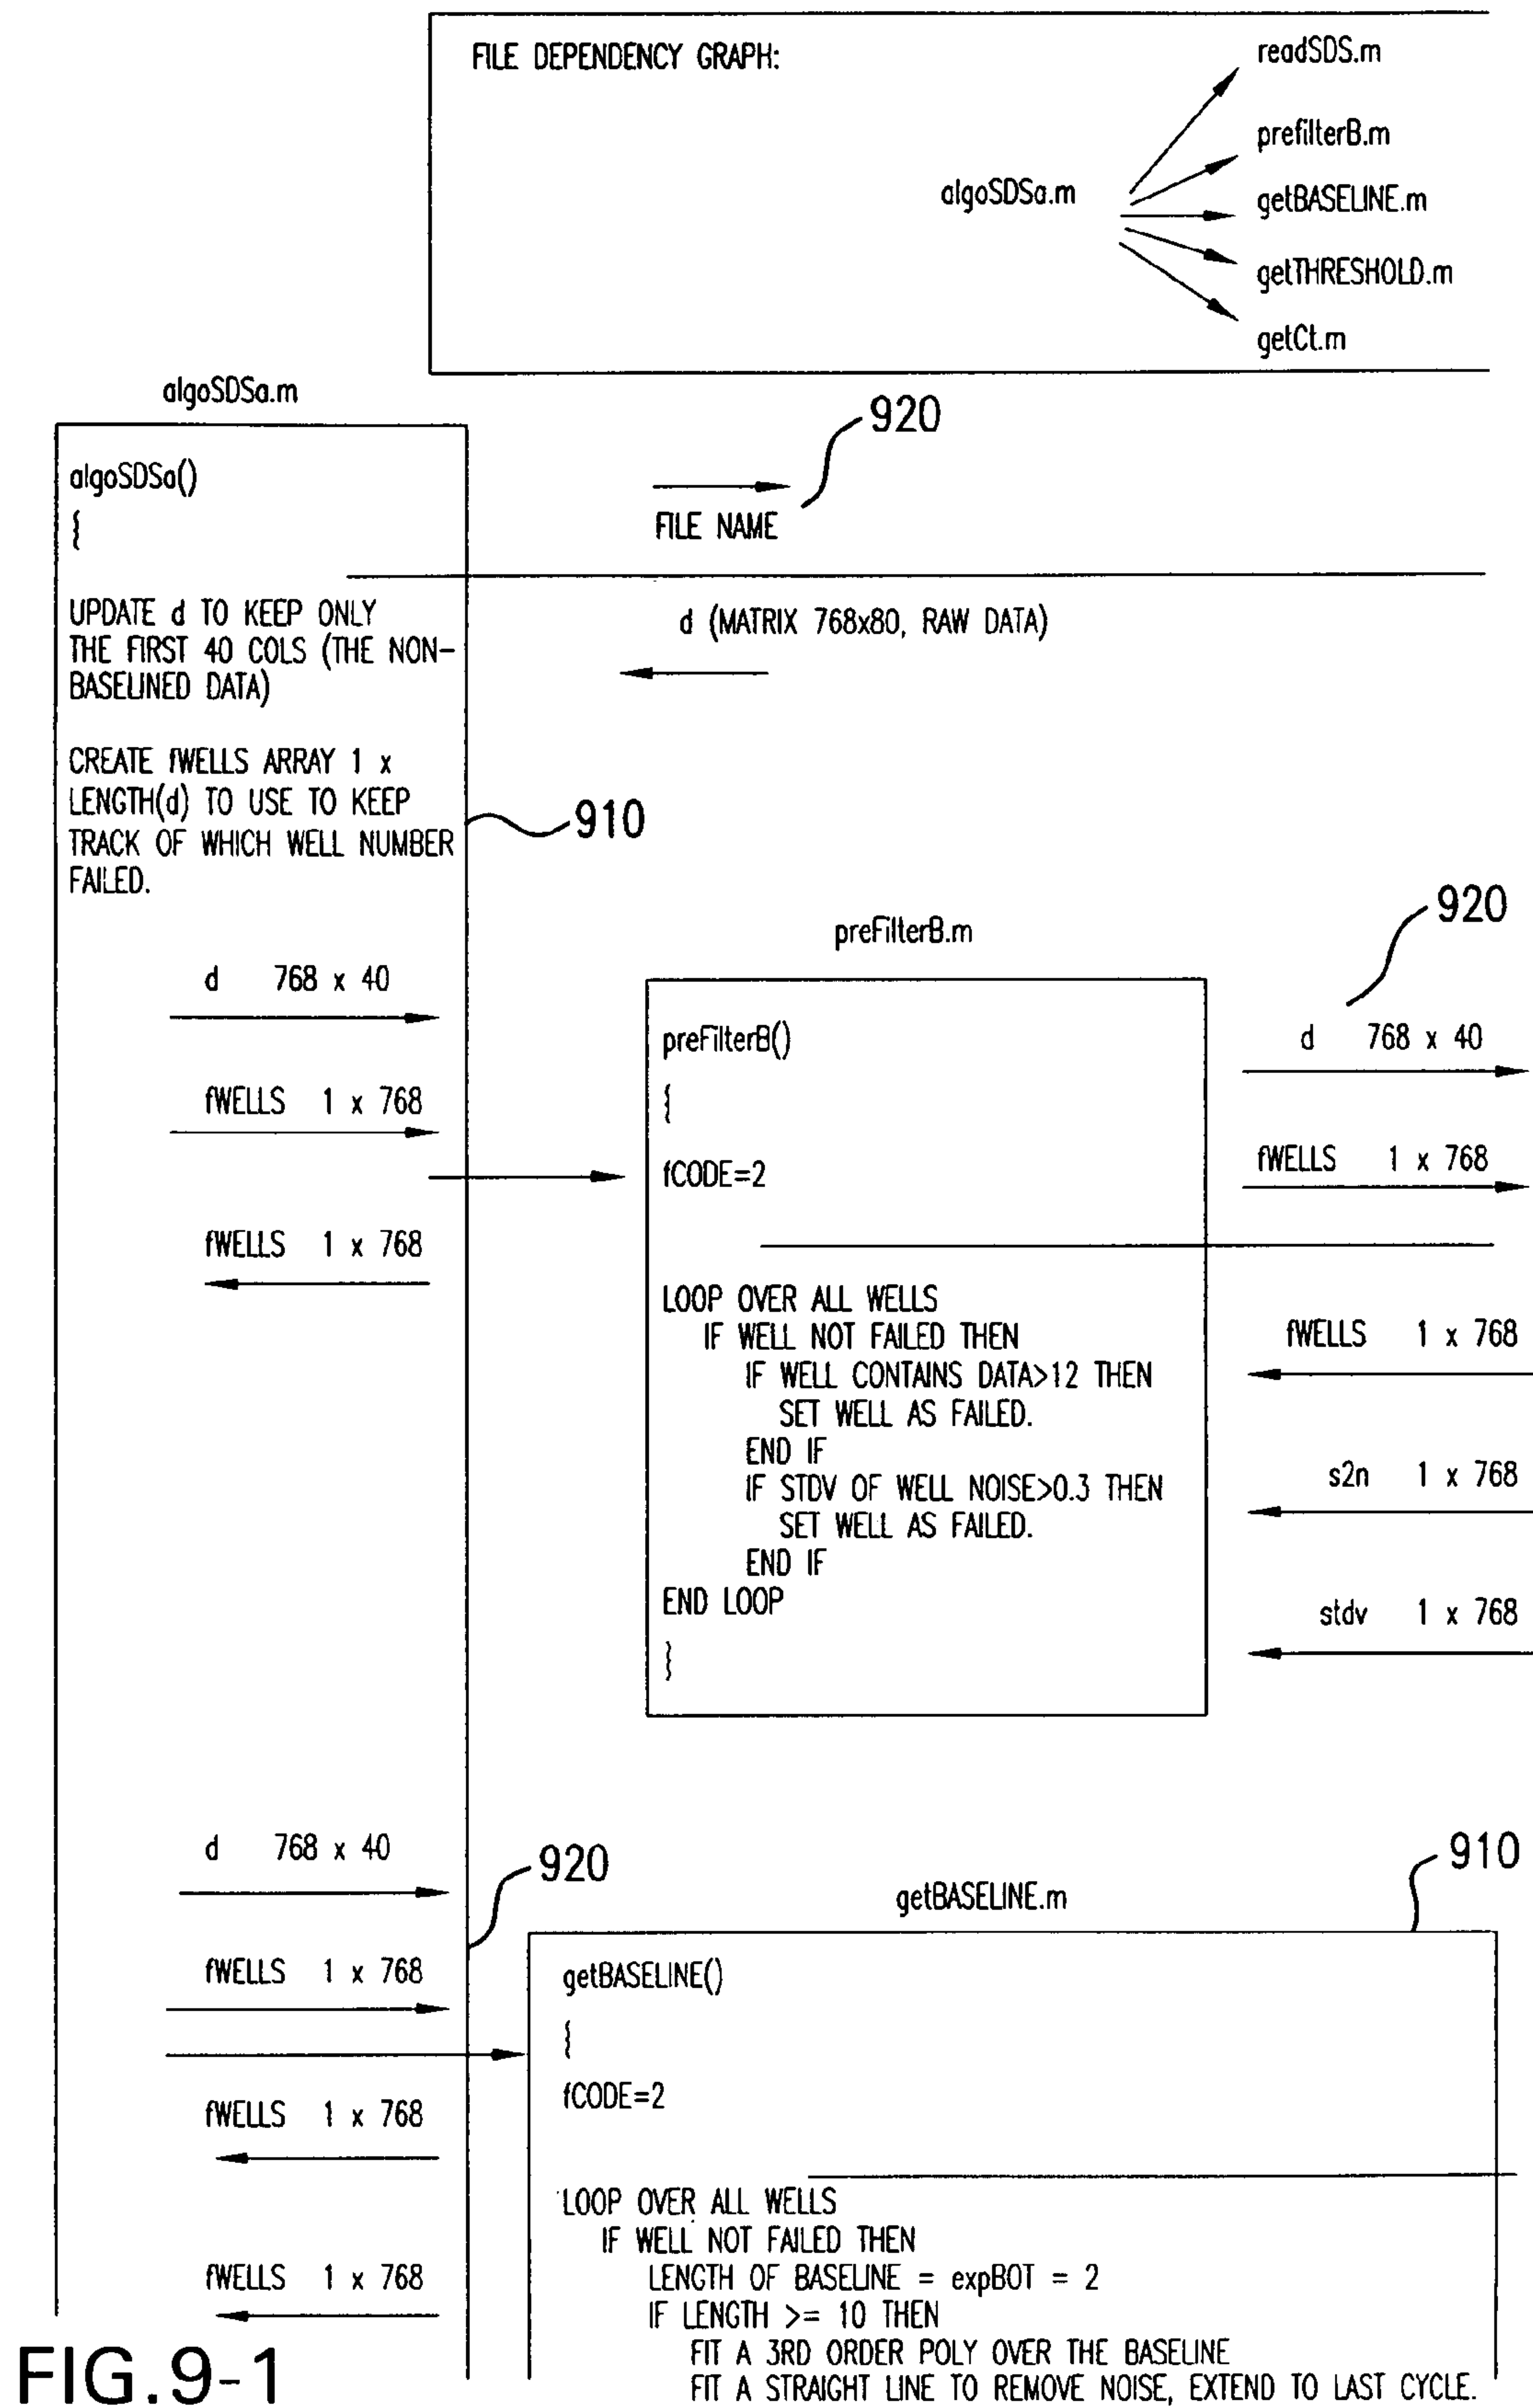 FILE DEPENDENCY GRAPH:
readSDS.m
prefilterB.m
algoSDSa.m
getBASELINE.m
getTHRESHOLD.m
getCt.m
algoSDSa.m
920
algoSDSa()
{
FILE NAME
UPDATE d TO KEEP ONLY
THE FIRST 40 COLS (THE NON-
BASELINED DATA)
d (MATRIX 768x80, RAW DATA)
CREATE fWELLS ARRAY 1 x
LENGTH(d) TO USE TO KEEP
TRACK OF WHICH WELL NUMBER
FAILED.
910
920
preFilterB.m
d 768 x 40
fWELLS 1 x 768
fWELLS 1 x 768
preFilterB()
{
fCODE=2
LOOP OVER ALL WELLS
IF WELL NOT FAILED THEN
IF WELL CONTAINS DATA>12 THEN
SET WELL AS FAILED.
END IF
IF STDV OF WELL NOISE>0.3 THEN
SET WELL AS FAILED.
END IF
END LOOP
}
d 768 x 40
fWELLS 1 x 768
fWELLS 1 x 768
s2n 1 x 768
stdv 1 x 768
d 768 x 40
920
910
getBASELINE.m
fWELLS 1 x 768
fWELLS 1 x 768
fWELLS 1 x 768
getBASELINE()
{
fCODE=2
LOOP OVER ALL WELLS
IF WELL NOT FAILED THEN
LENGTH OF BASELINE = expBOT = 2
IF LENGTH >= 10 THEN
FIT A 3RD ORDER POLY OVER THE BASELINE
FIT A STRAIGHT LINE TO REMOVE NOISE, EXTEND TO LAST CYCLE.
FIG.9-1